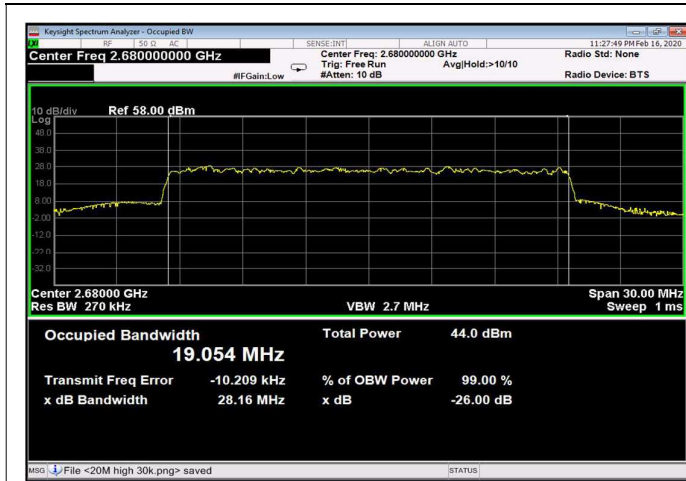 Keysight Spectrum Analyzer - Occupied BW
RF 50 Ω AC SENSE:INT ALIGN AUTO 11:27:49 PM Feb 16, 2020
Center Freq 2.680000000 GHz Center Freq: 2.680000000 GHz Radio Std: None
Trig: Free Run Avg|Hold:>10/10
#IFGain:Low #Atten: 10 dB Radio Device: BTS
10 dB/div Ref 58.00 dBm
Log
48.0
38.0
28.0
18.0
8.00
-2.00
-12.0
-22.0
-32.0
Center 2.68000 GHz Span 30.00 MHz
Res BW 270 kHz VBW 2.7 MHz Sweep 1 ms
Occupied Bandwidth Total Power 44.0 dBm
19.054 MHz
Transmit Freq Error -10.209 kHz % of OBW Power 99.00 %
x dB Bandwidth 28.16 MHz x dB -26.00 dB
MSG File <20M high 30k.png> saved STATUS